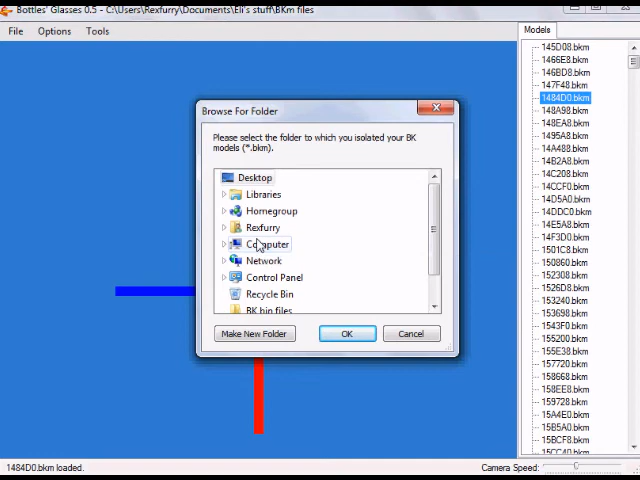 Bottles' Glasses 0.5 - C:\Users\Rexfurry\Documents\Eli's stuff\BKm files
File Options Tools
Models
145D08.bkm
1466E8.bkm
146BD8.bkm
147F48.bkm
1484D0.bkm
148A98.bkm
148EA8.bkm
1495A8.bkm
14A488.bkm
14B2A8.bkm
14C208.bkm
14CCF0.bkm
14D5A0.bkm
14DDC0.bkm
14E5A8.bkm
14F3D0.bkm
1501C0.bkm
150860.bkm
152308.bkm
1526D8.bkm
153240.bkm
153698.bkm
1543F0.bkm
155200.bkm
155E38.bkm
157720.bkm
158668.bkm
158EE8.bkm
159728.bkm
15A4E0.bkm
15B5A0.bkm
15BCF8.bkm
15CC40.bkm
Browse For Folder
Please select the folder to which you isolated your BK
models (*.bkm).
Desktop
Libraries
Homegroup
Rexfurry
Computer
Network
Control Panel
Recycle Bin
BK bin files
Make New Folder OK Cancel
1484D0.bkm loaded.
Camera Speed: